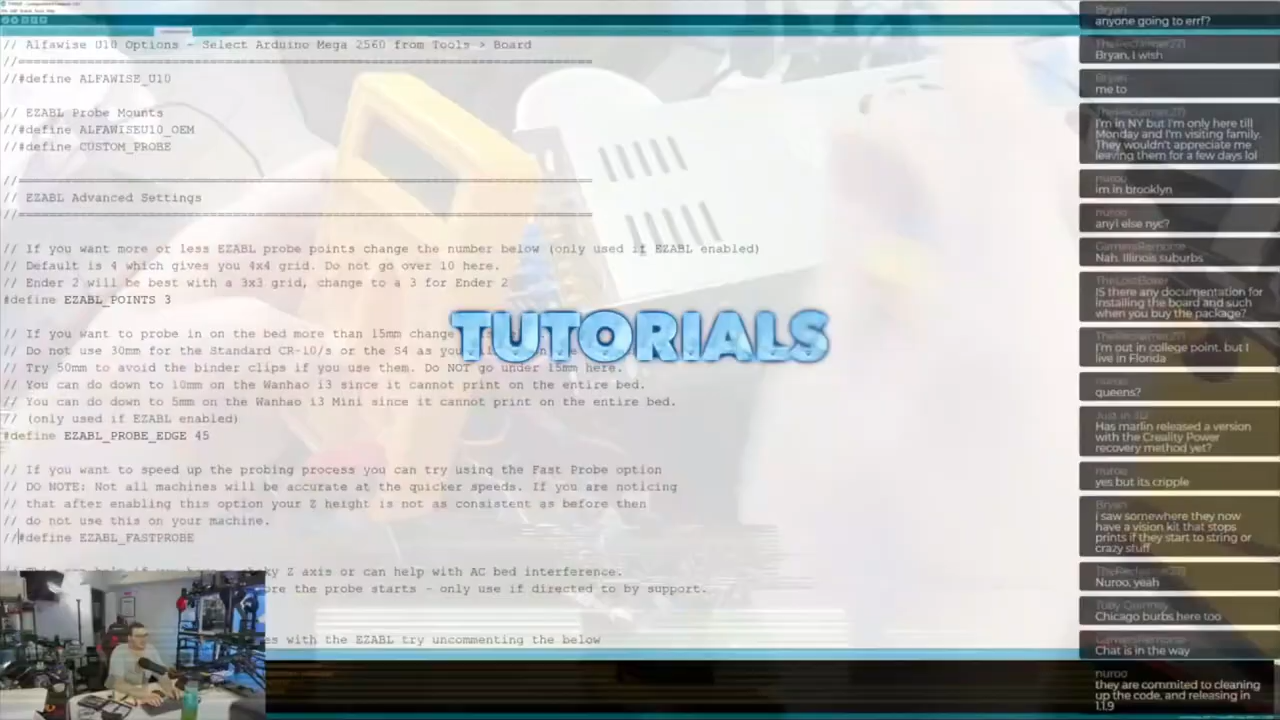 // Alfawise U10 Options - Select Arduino Mega 2560 from Tools > Board
//===========================================================================
//#define ALFAWISE_U10
// EZABL Probe Mounts
//#define ALFAWISEU10_OEM
//#define CUSTOM_PROBE
//===========================================================================
// EZABL Advanced Settings
//===========================================================================
// If you want more or less EZABL probe points change the number below (only used if EZABL enabled)
// Default is 4 which gives you 4x4 grid. Do not go over 10 here.
// Ender 2 will be best with a 3x3 grid, change to a 3 for Ender 2
#define EZABL_POINTS 3
// If you want to probe in on the bed more than 15mm change
// Do not use 30mm for the Standard CR-10/s or the S4 as you
// Try 50mm to avoid the binder clips if you use them. Do NOT go under 15mm here.
// You can do down to 10mm on the Wanhao i3 since it cannot print on the entire bed.
// You can do down to 5mm on the Wanhao i3 Mini since it cannot print on the entire bed.
// (only used if EZABL enabled)
#define EZABL_PROBE_EDGE 45
// If you want to speed up the probing process you can try using the Fast Probe option
// DO NOTE: Not all machines will be accurate at the quicker speeds. If you are noticing
// that after enabling this option your Z height is not as consistent as before then
// do not use this on your machine.
//#define EZABL_FASTPROBE
Z axis or can help with AC bed interference.
the probe starts - only use if directed to by support.
with the EZABL try uncommenting the below
TUTORIALS
Bryan
anyone going to errf?
Bryan, I wish
Bryan
me to
I'm in NY but I'm only here till
Monday and I'm visiting family.
They wouldn't appreciate me
leaving them for a few days lol
nuroo
im in brooklyn
nuroo
anyl else nyc?
Nah. Illinois suburbs
IS there any documentation for
installing the board and such
when you buy the package?
I'm out in college point. but I
live in Florida
nuroo
queens?
Has marlin released a version
with the Creality Power
recovery method yet?
nuroo
yes but its cripple
Bryan
i saw somewhere they now
have a vision kit that stops
prints if they start to string or
crazy stuff
Nuroo, yeah
Chicago burbs here too
Chat is in the way
nuroo
they are commited to cleaning
up the code, and releasing in
1.1.9